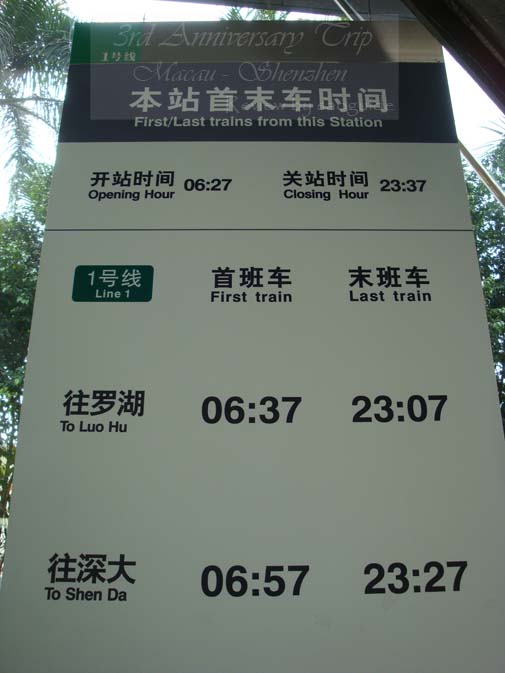 3rd Anniversary Trip
1号线
Macau - Shenzhen
本站首末车时间
First/Last trains from this Station
开站时间 06:27 关站时间 23:37
Opening Hour Closing Hour
1号线 首班车 末班车
Line 1 First train Last train
往罗湖 06:37 23:07
To Luo Hu
往深大 06:57 23:27
To Shen Da